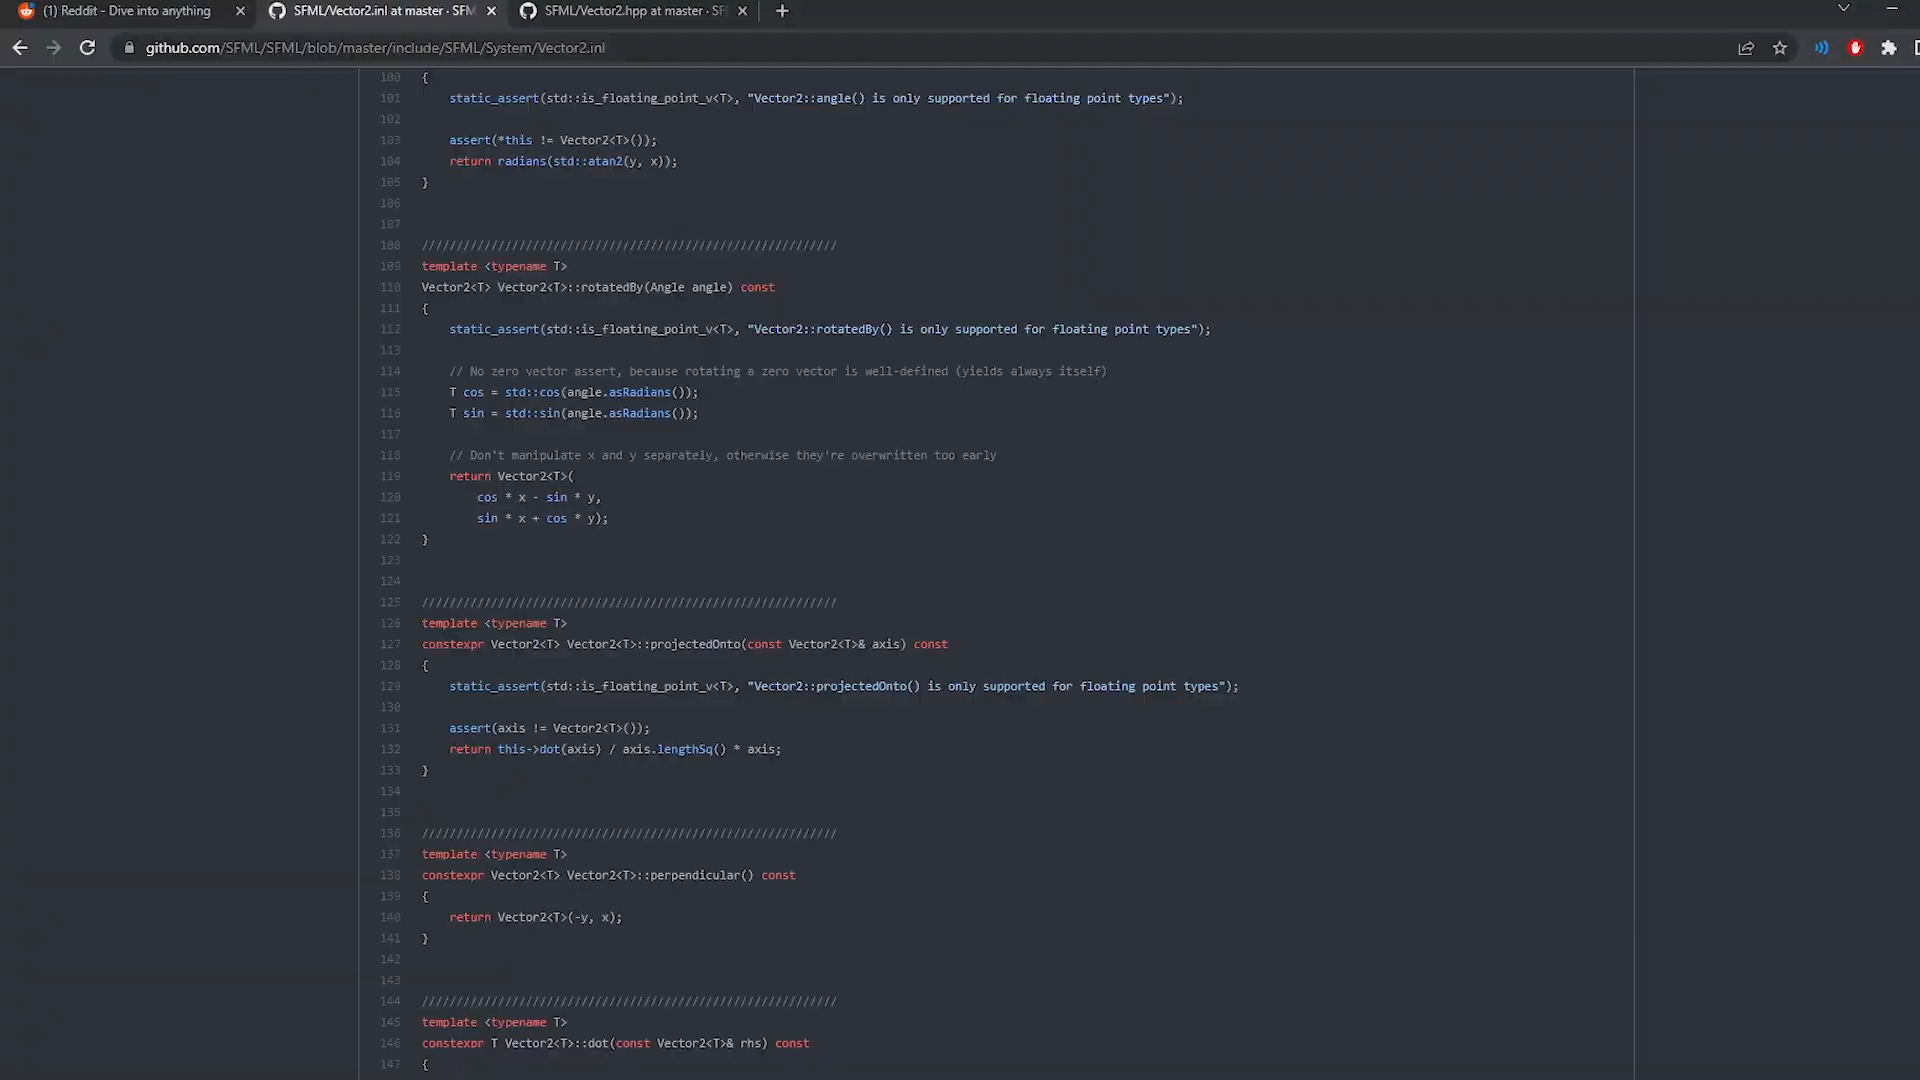 (1) Reddit - Dive into anything
SFML/Vector2.inl at master · SFM
SFML/Vector2.hpp at master · SF
github.com/SFML/SFML/blob/master/include/SFML/System/Vector2.inl
100 {
101 static_assert(std::is_floating_point_v<T>, "Vector2::angle() is only supported for floating point types");
102
103 assert(*this != Vector2<T>());
104 return radians(std::atan2(y, x));
105 }
106
107
108 ////////////////////////////////////////////////////////////
109 template <typename T>
110 Vector2<T> Vector2<T>::rotatedBy(Angle angle) const
111 {
112 static_assert(std::is_floating_point_v<T>, "Vector2::rotatedBy() is only supported for floating point types");
113
114 // No zero vector assert, because rotating a zero vector is well-defined (yields always itself)
115 T cos = std::cos(angle.asRadians());
116 T sin = std::sin(angle.asRadians());
117
118 // Don't manipulate x and y separately, otherwise they're overwritten too early
119 return Vector2<T>(
120 cos * x - sin * y,
121 sin * x + cos * y);
122 }
123
124
125 ////////////////////////////////////////////////////////////
126 template <typename T>
127 constexpr Vector2<T> Vector2<T>::projectedOnto(const Vector2<T>& axis) const
128 {
129 static_assert(std::is_floating_point_v<T>, "Vector2::projectedOnto() is only supported for floating point types");
130
131 assert(axis != Vector2<T>());
132 return this->dot(axis) / axis.lengthSq() * axis;
133 }
134
135
136 ////////////////////////////////////////////////////////////
137 template <typename T>
138 constexpr Vector2<T> Vector2<T>::perpendicular() const
139 {
140 return Vector2<T>(-y, x);
141 }
142
143
144 ////////////////////////////////////////////////////////////
145 template <typename T>
146 constexpr T Vector2<T>::dot(const Vector2<T>& rhs) const
147 {